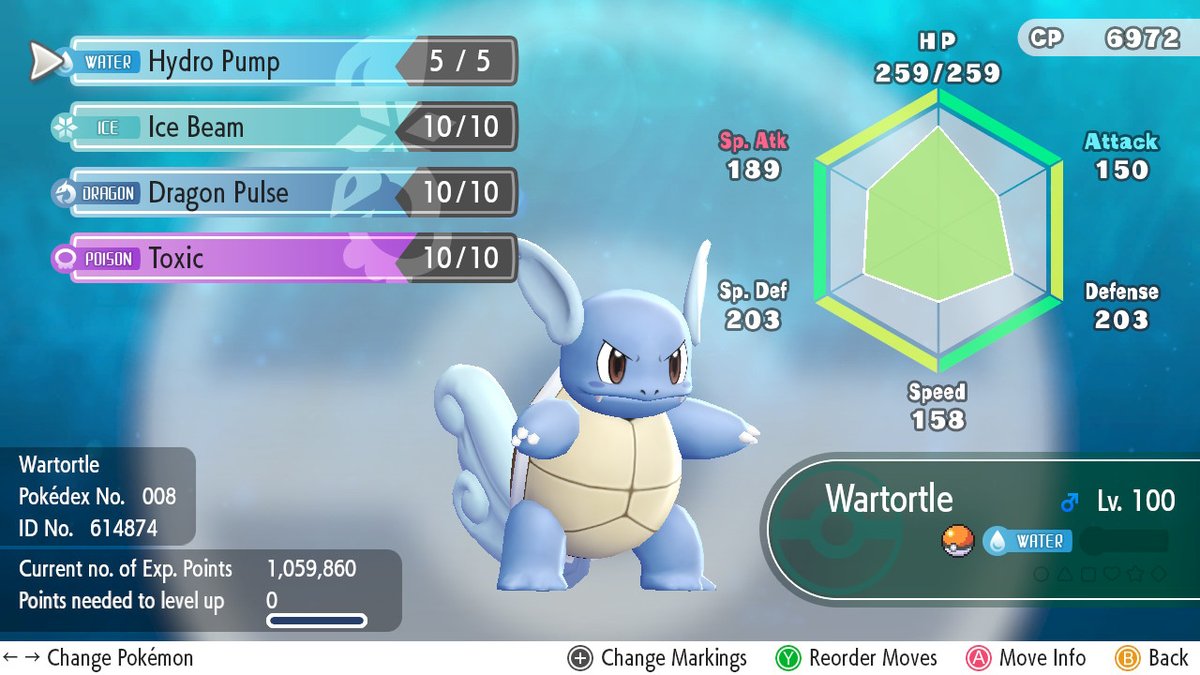 WATER Hydro Pump 5 / 5
ICE Ice Beam 10/10
DRAGON Dragon Pulse 10/10
POISON Toxic 10/10
CP 6972
HP
259/259
Sp. Atk
189
Attack
150
Sp. Def
203
Defense
203
Speed
158
Wartortle
Pokédex No. 008
ID No. 614874
Current no. of Exp. Points 1,059,860
Points needed to level up 0
Wartortle ♂ Lv. 100
WATER
←→ Change Pokémon
+ Change Markings
Y Reorder Moves
A Move Info
B Back